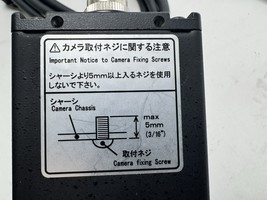 ⚠カメラ取付ネジに関する注意
Important Notice to Camera Fixing Screws
シャーシより5mm以上入るネジを使用
しないで下さい。
シャーシ
Camera Chassis
max
5mm
(3/16")
取付ネジ
Camera fixing Screw